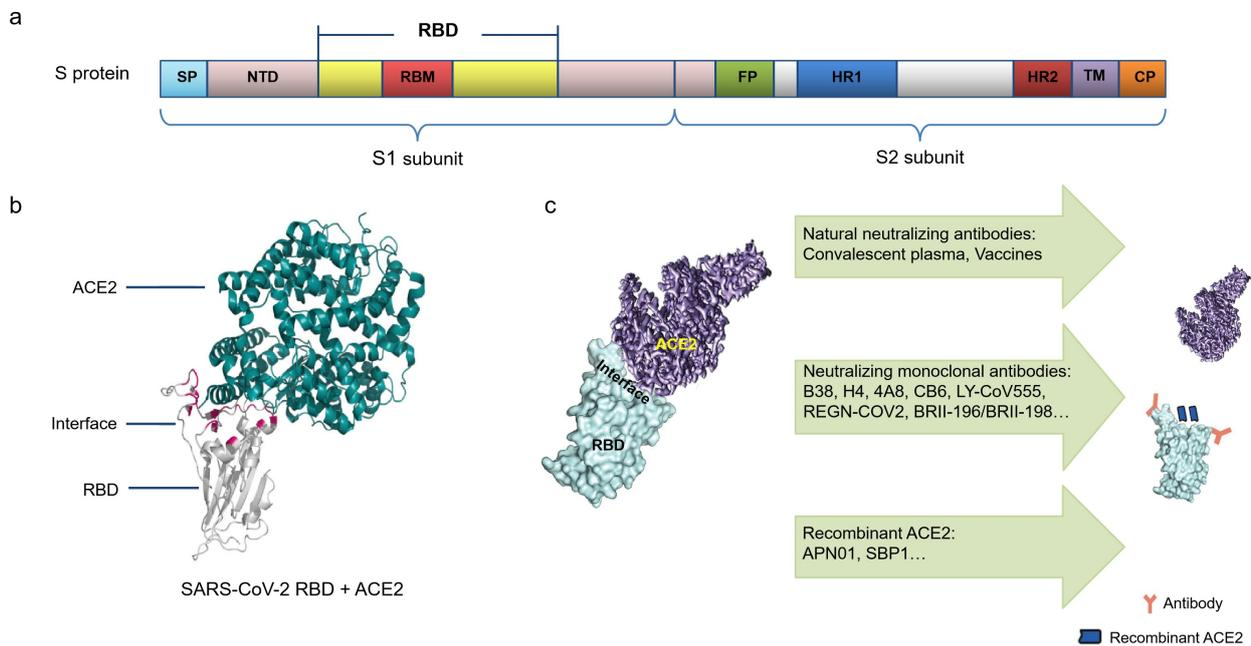 a
RBD
S protein
SP NTD RBM FP HR1 HR2 TM CP
S1 subunit S2 subunit
b
ACE2
Interface
RBD
SARS-CoV-2 RBD + ACE2
c
ACE2
Interface
RBD
Natural neutralizing antibodies:
Convalescent plasma, Vaccines
Neutralizing monoclonal antibodies:
B38, H4, 4A8, CB6, LY-CoV555,
REGN-COV2, BRII-196/BRII-198…
Recombinant ACE2:
APN01, SBP1…
Antibody
Recombinant ACE2